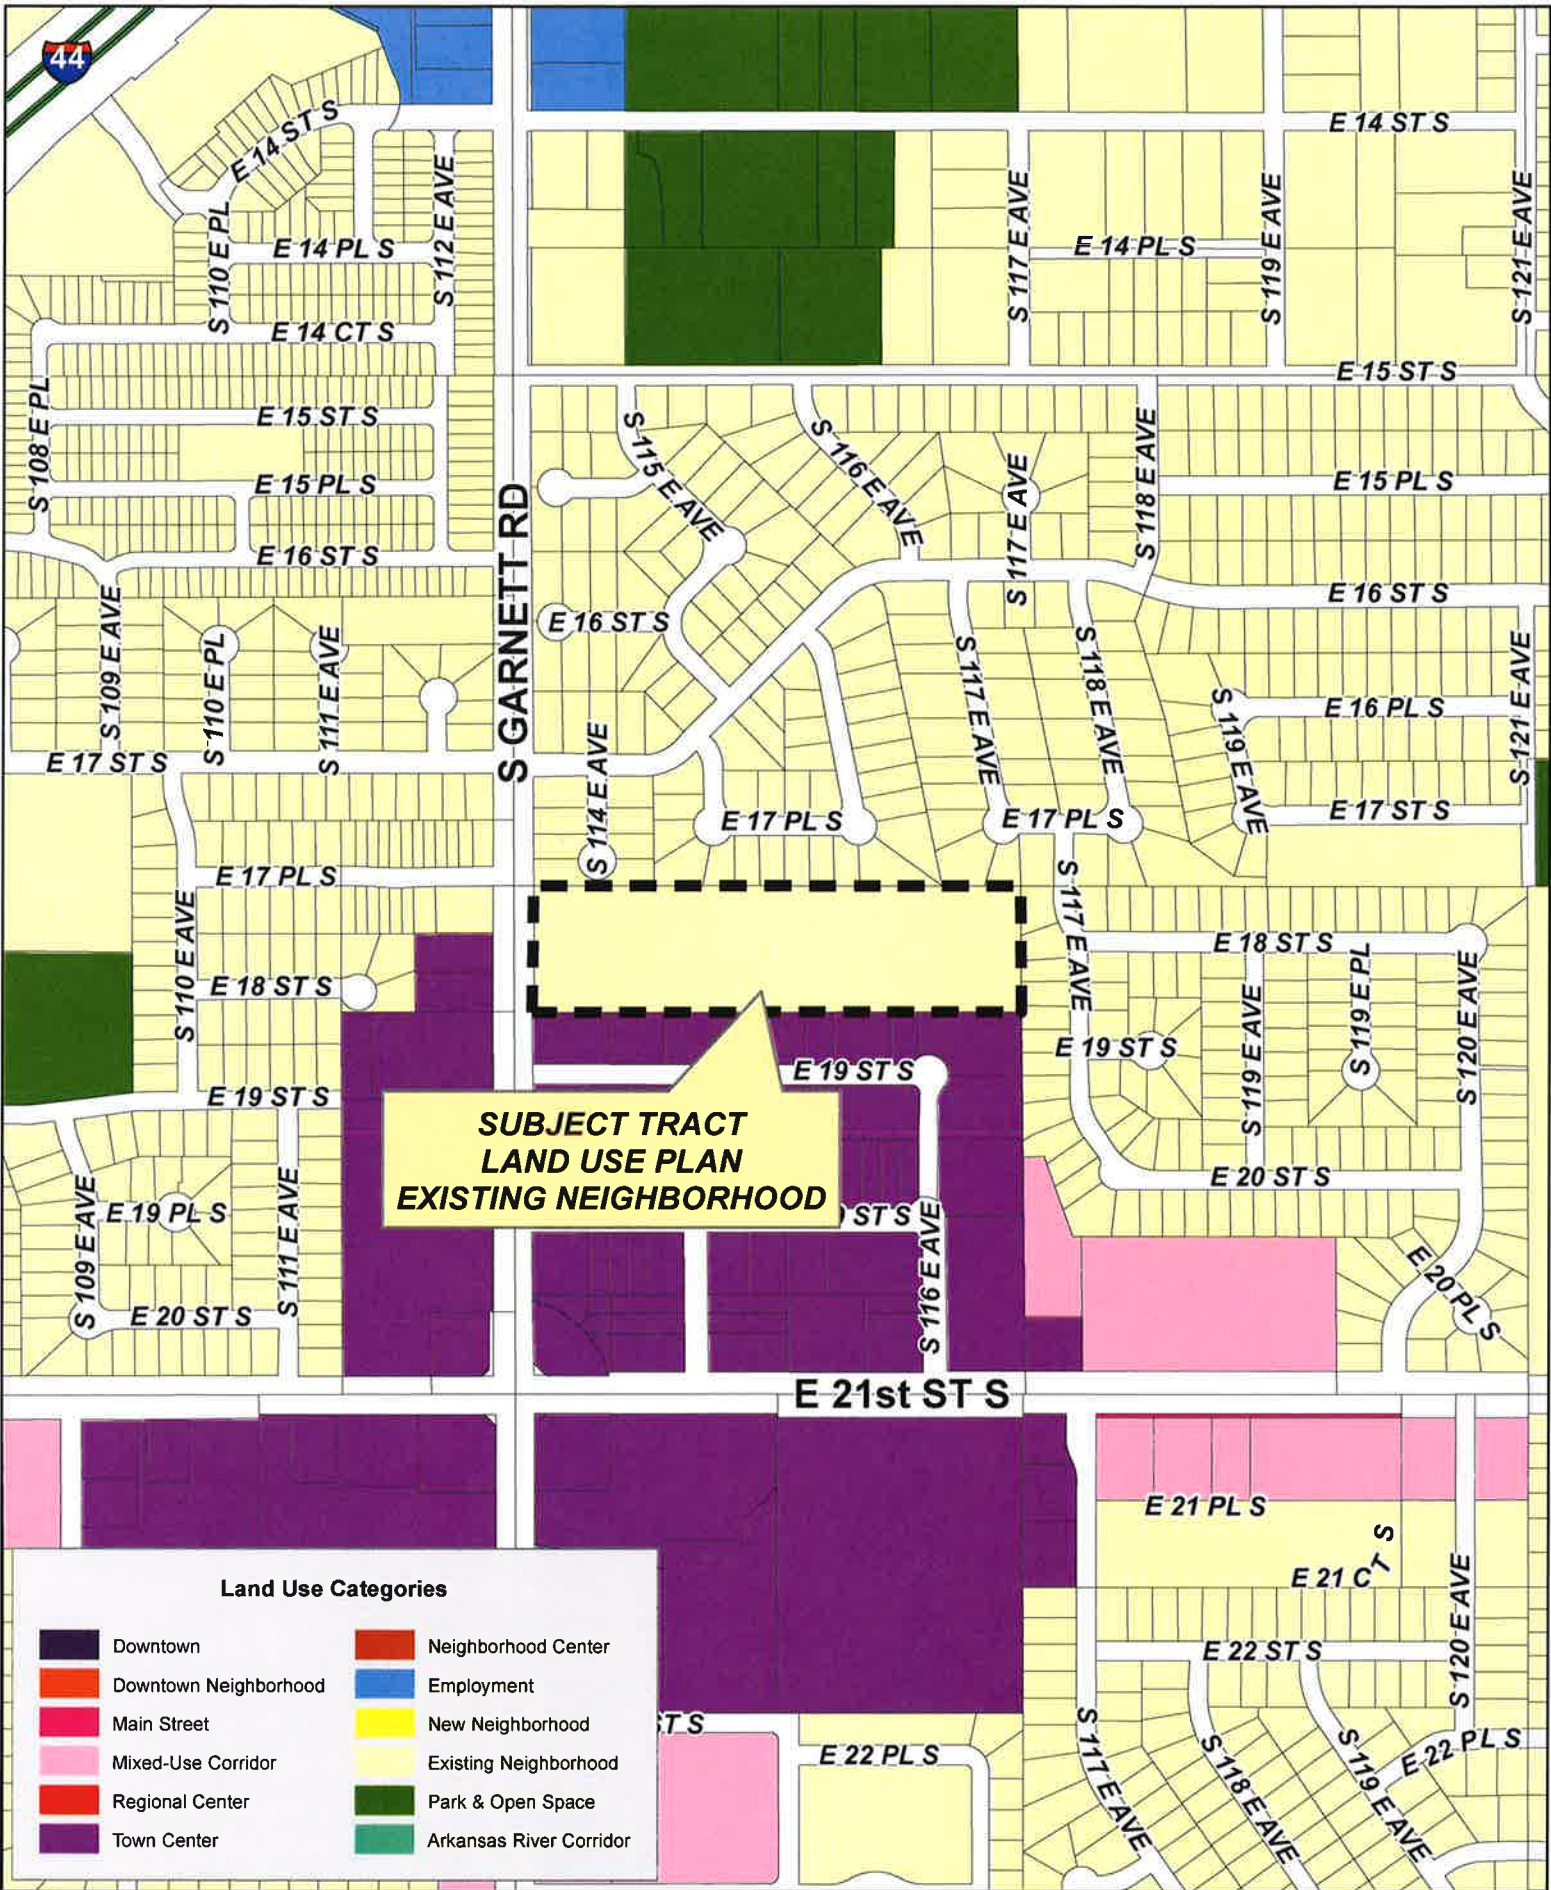 44
E 14 ST S
E 14 ST S
S 112 E AVE
S 117 E AVE
S 119 E AVE
S 121 E AVE
S 110 E PL
E 14 PL S
E 14 PL S
E 14 CT S
E 15 ST S
S 108 E PL
E 15 ST S
S 115 E AVE
S 116 E AVE
S 118 E AVE
E 15 PL S
E 15 PL S
S 117 E AVE
S GARNETT RD
E 16 ST S
E 16 ST S
S 109 E AVE
E 16 ST S
S 110 E PL
S 111 E AVE
S 117 E AVE
S 118 E AVE
S 119 E AVE
E 16 PL S
S 121 E AVE
E 17 ST S
S 114 E AVE
E 17 PL S
E 17 PL S
E 17 ST S
E 17 PL S
S 117 E AVE
S 110 E AVE
E 18 ST S
E 18 ST S
S 119 E PL
S 120 E AVE
S 119 E AVE
E 19 ST S
E 19 ST S
E 19 ST S
SUBJECT TRACT
LAND USE PLAN
EXISTING NEIGHBORHOOD
S 109 E AVE
E 19 PL S
S 111 E AVE
ST S
S 116 E AVE
E 20 ST S
E 20 PL S
E 20 ST S
E 21st ST S
E 21 PL S
E 21 CT S
S 120 E AVE
E 22 ST S
ST S
E 22 PL S
S 117 E AVE
S 118 E AVE
S 119 E AVE
E 22 PL S
Land Use Categories
Downtown
Downtown Neighborhood
Main Street
Mixed-Use Corridor
Regional Center
Town Center
Neighborhood Center
Employment
New Neighborhood
Existing Neighborhood
Park & Open Space
Arkansas River Corridor